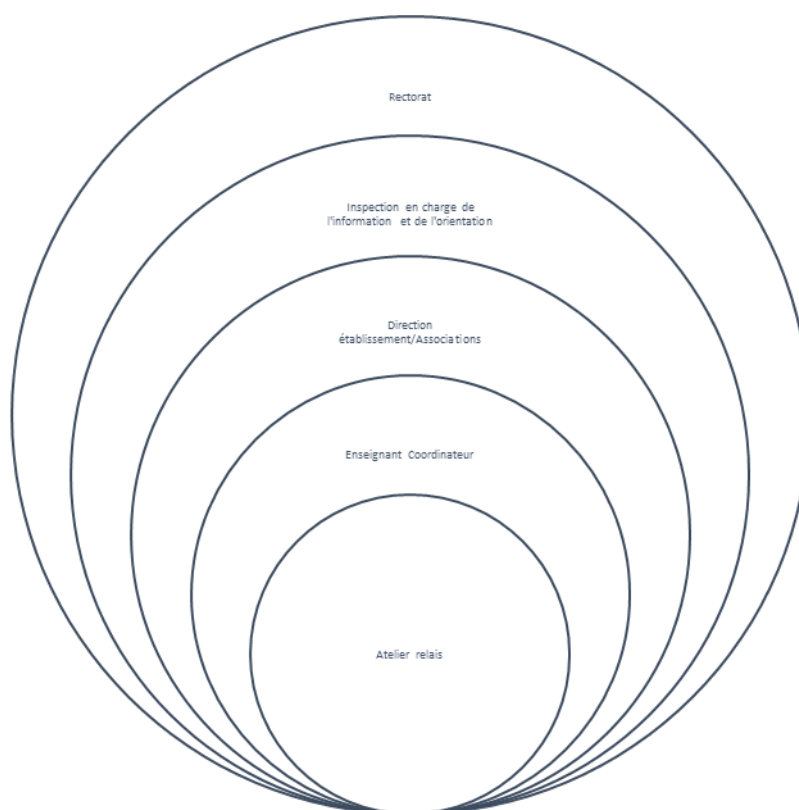 Rectorat
Inspection en charge de
l'information et de l'orientation
Direction
établissement/Associations
Enseignant Coordinateur
Atelier relais